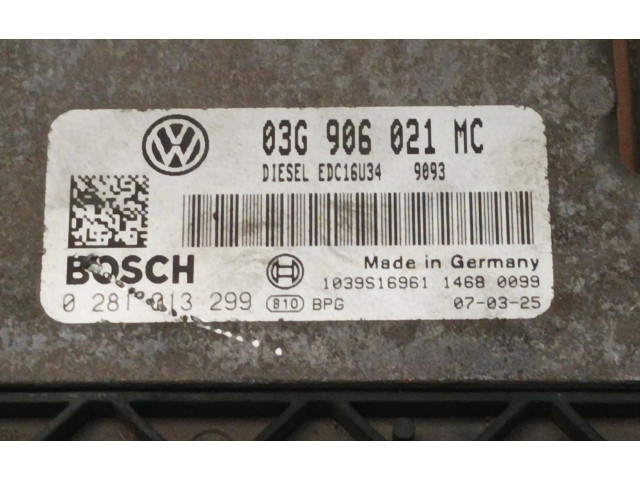 03G 906 021 MC
DIESEL EDC16U34 9093
BOSCH
Made in Germany
1039S16961 1468 0099
0 281 013 299 810 BPG 07-03-25